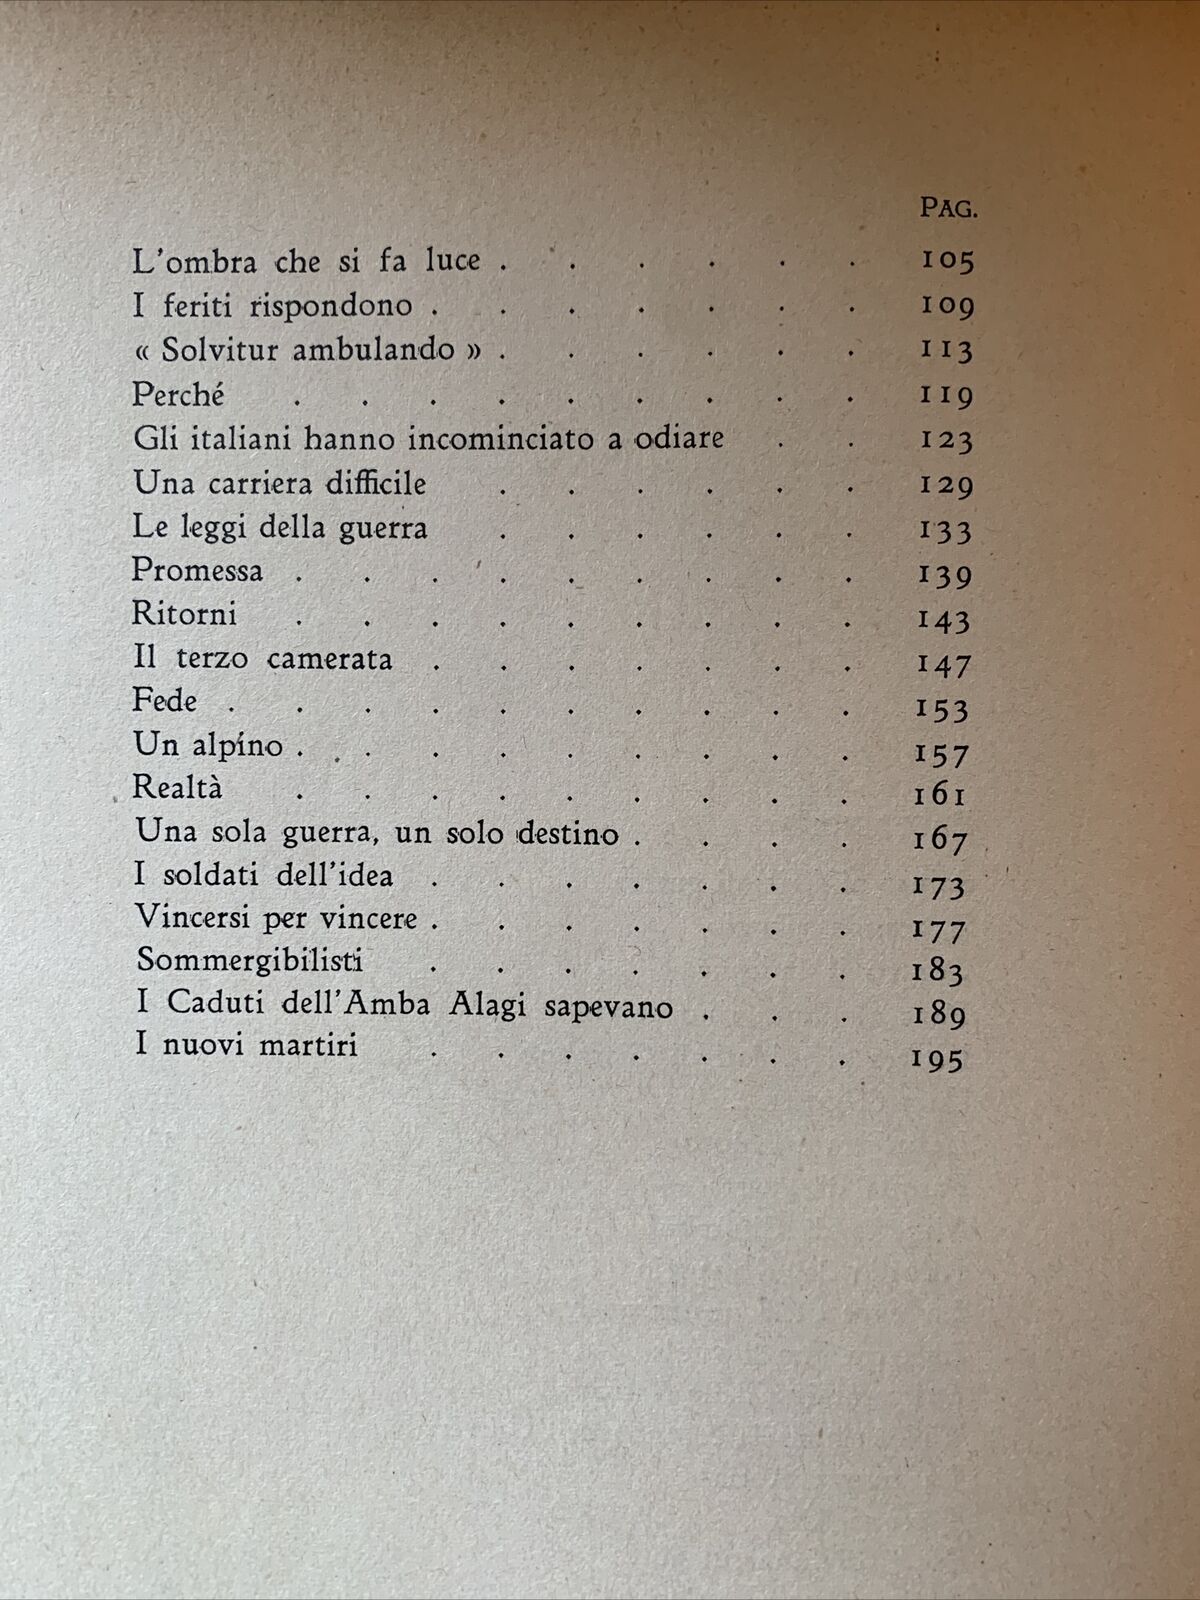 PAG.
L'ombra che si fa luce . . . . . . 105
I feriti rispondono . . . . . . . 109
« Solvitur ambulando » . . . . . . 113
Perché . . . . . . . . . 119
Gli italiani hanno incominciato a odiare . . 123
Una carriera difficile . . . . . . 129
Le leggi della guerra . . . . . . 133
Promessa . . . . . . . . . 139
Ritorni . . . . . . . . . 143
Il terzo camerata . . . . . . . 147
Fede . . . . . . . . . . 153
Un alpino . . . . . . . . . 157
Realtà . . . . . . . . . 161
Una sola guerra, un solo destino . . . . 167
I soldati dell'idea . . . . . . . 173
Vincersi per vincere . . . . . . . 177
Sommergibilisti . . . . . . . 183
I Caduti dell'Amba Alagi sapevano . . . 189
I nuovi martiri . . . . . . . 195